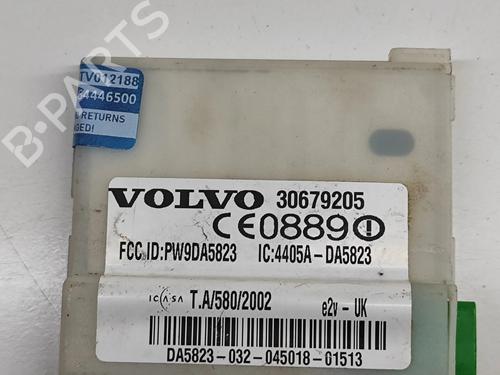 TV012188
34446500
RETURNS
GED!
B-PARTS
VOLVO 30679205
CE0889
FCC ID:PW9DA5823 IC:4405A-DA5823
ICASA T.A/580/2002 e2v - UK
DA5823-032-045018-01513